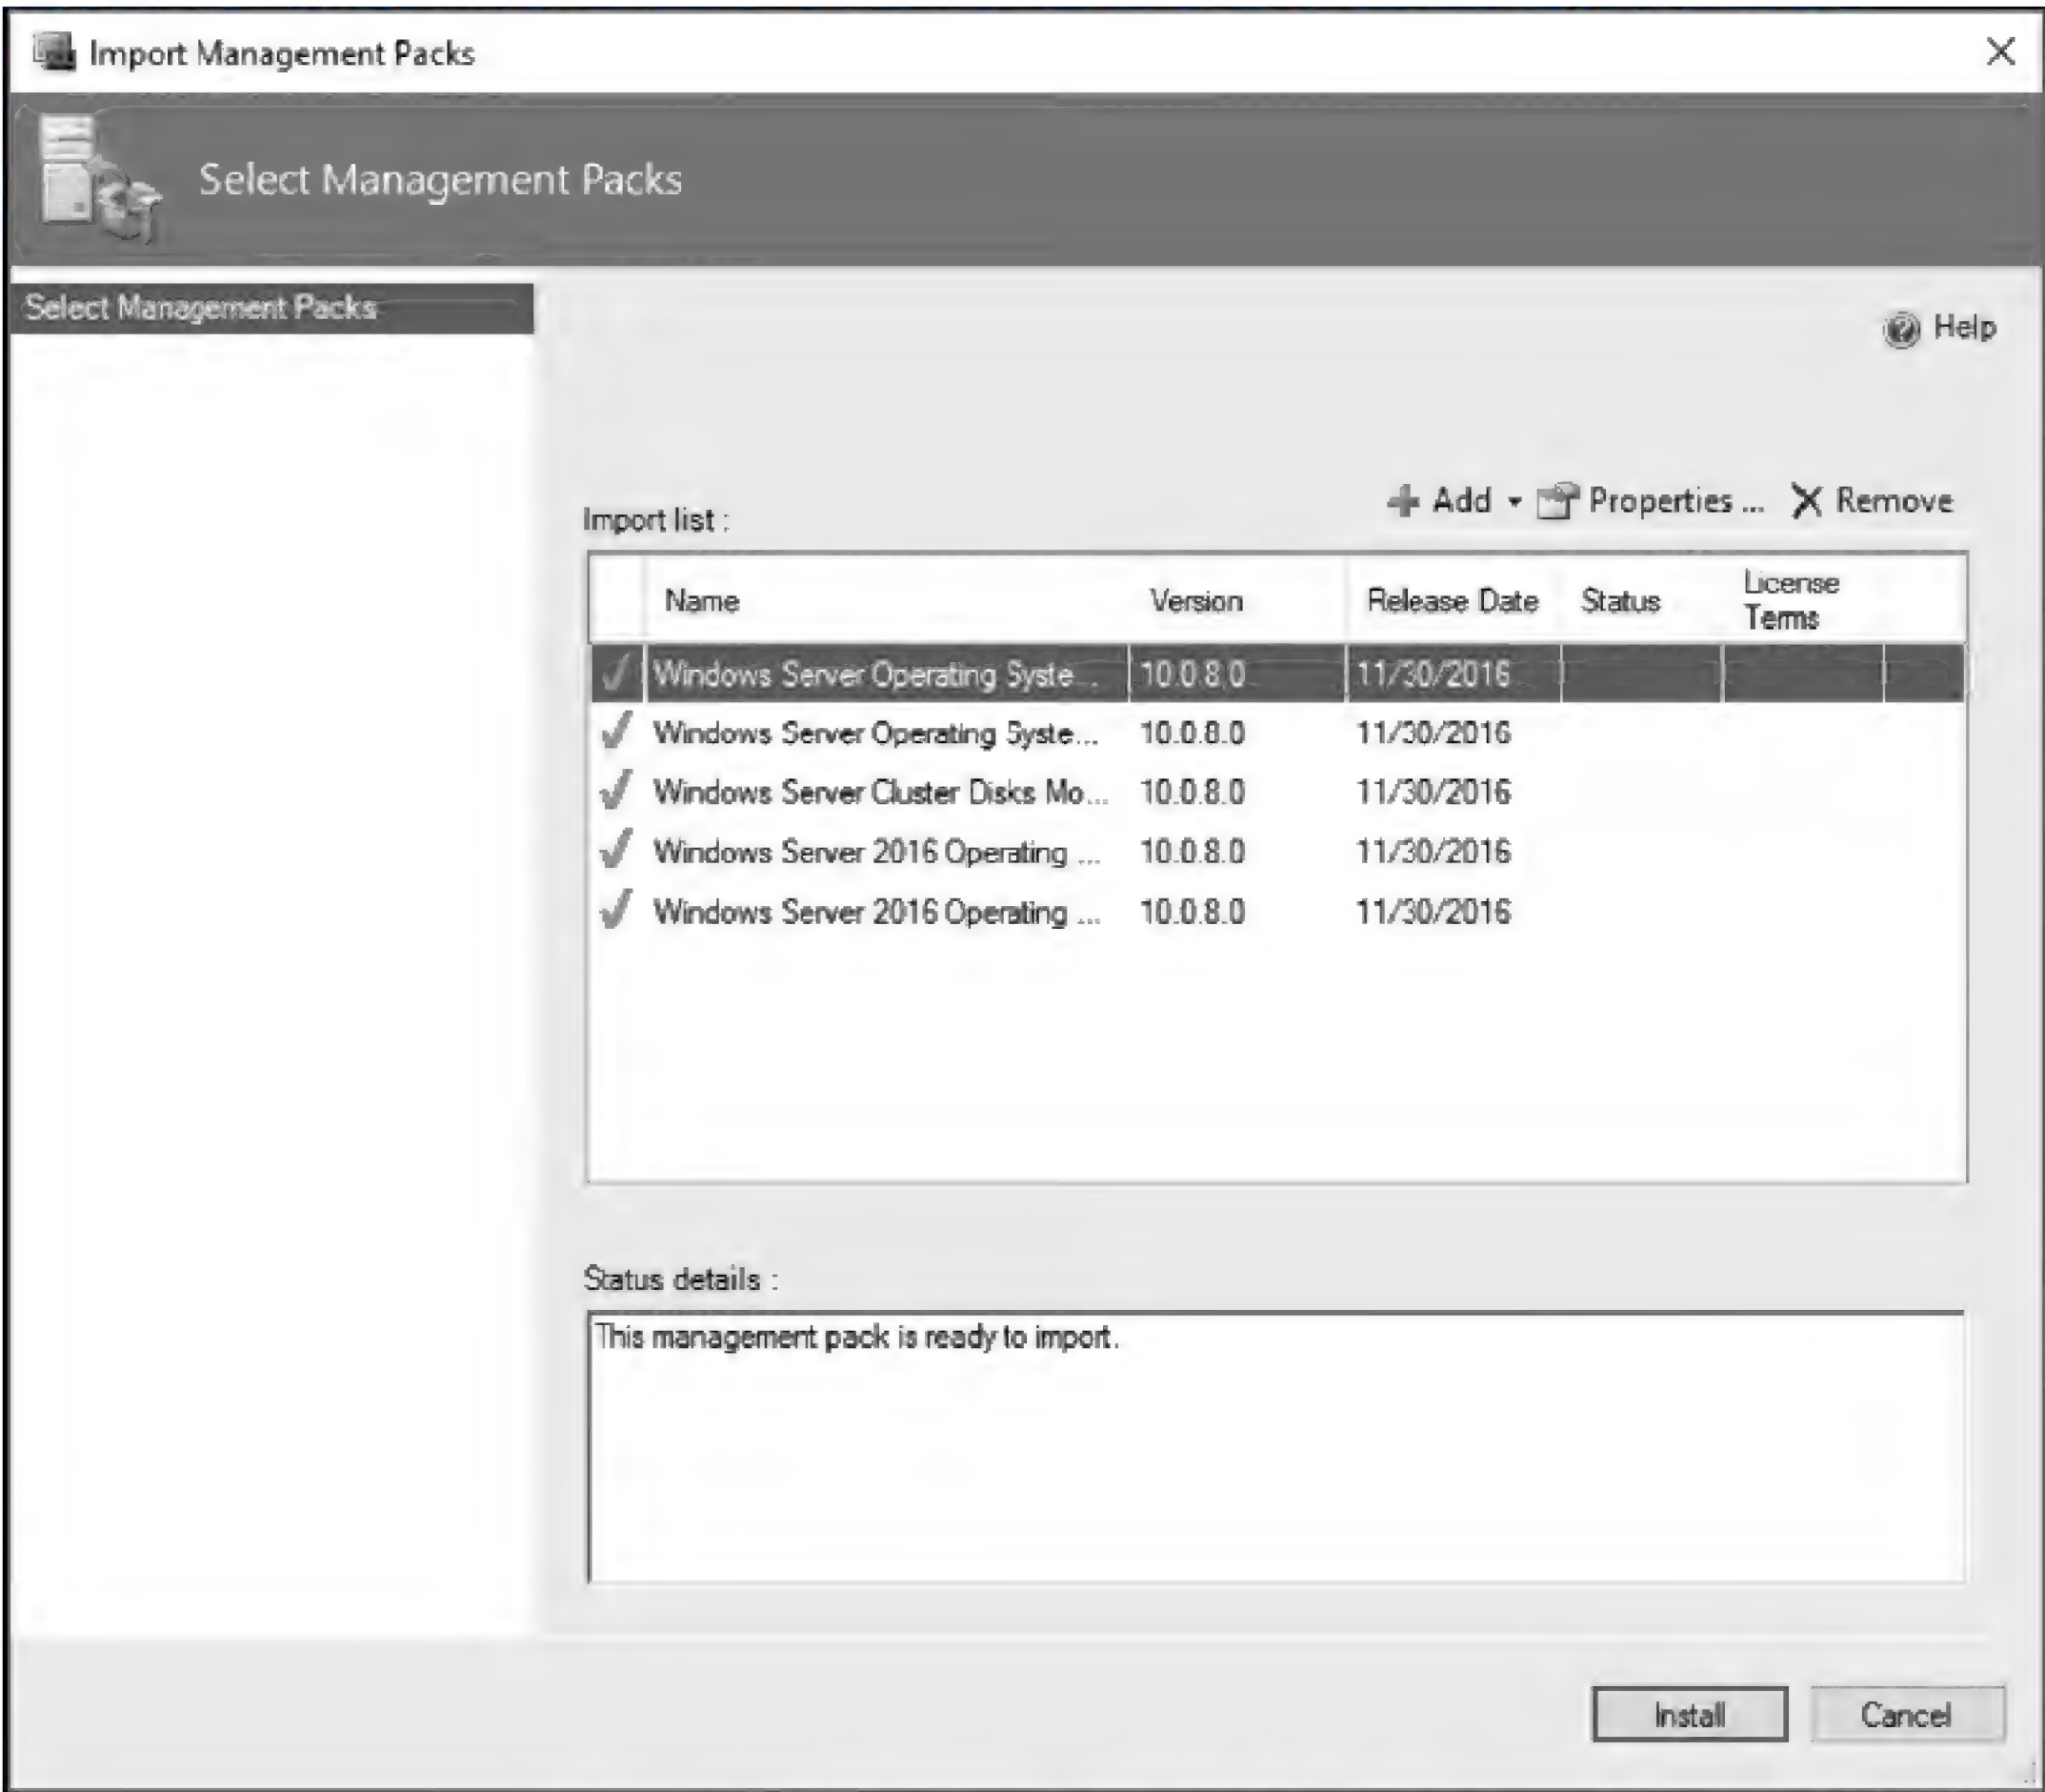 Import Management Packs
Select Management Packs
Select Management Packs
Help
Add Properties ... Remove
Import list :
Name Version Release Date Status License Terms
Windows Server Operating Syste... 10.0.8.0 11/30/2016
Windows Server Operating Syste... 10.0.8.0 11/30/2016
Windows Server Cluster Disks Mo... 10.0.8.0 11/30/2016
Windows Server 2016 Operating ... 10.0.8.0 11/30/2016
Windows Server 2016 Operating ... 10.0.8.0 11/30/2016
Status details :
This management pack is ready to import.
Install Cancel